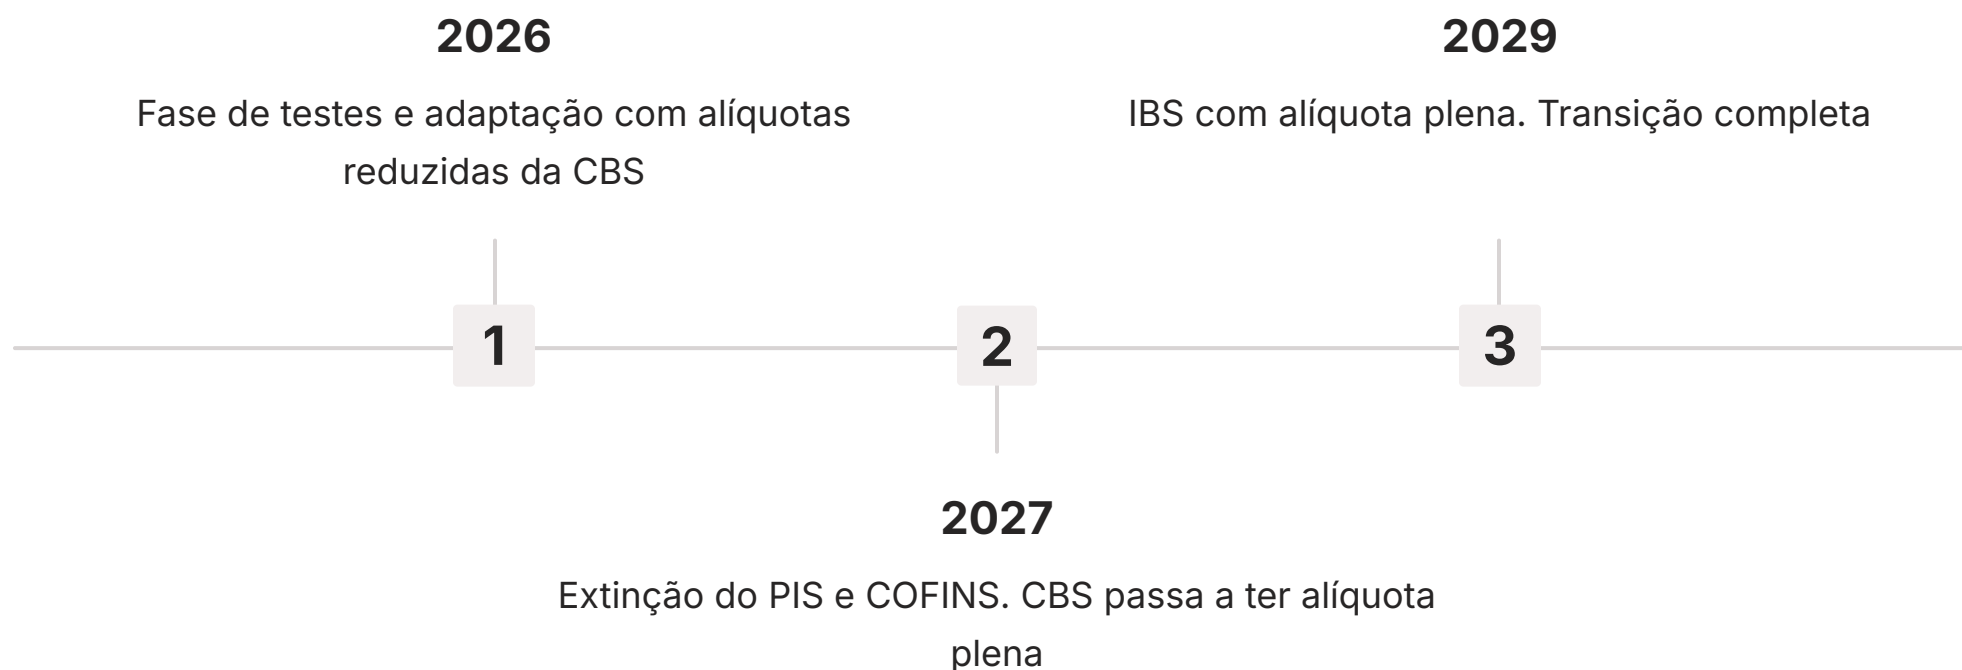 2026
Fase de testes e adaptação com alíquotas
reduzidas da CBS
2029
IBS com alíquota plena. Transição completa
1
2
3
2027
Extinção do PIS e COFINS. CBS passa a ter alíquota
plena